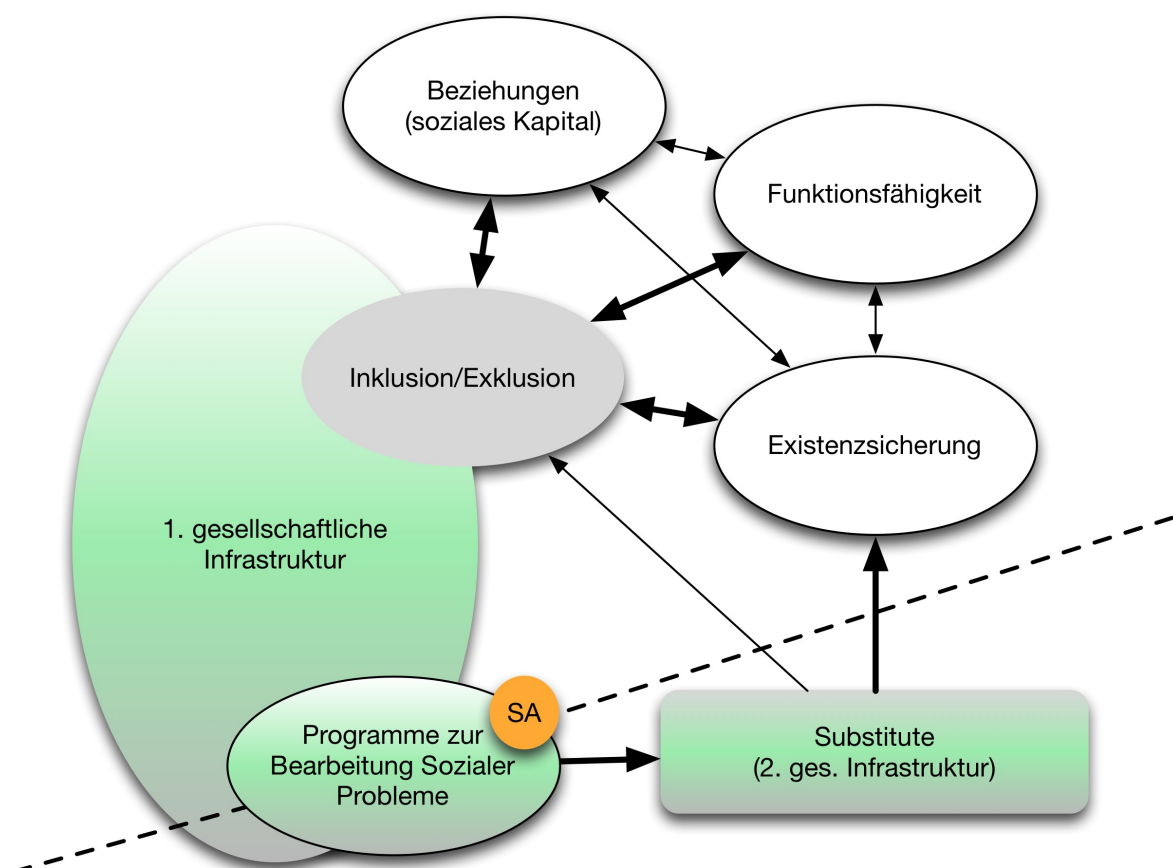 Beziehungen
(soziales Kapital)
Funktionsfähigkeit
Inklusion/Exklusion
Existenzsicherung
1. gesellschaftliche
Infrastruktur
SA
Programme zur
Bearbeitung Sozialer
Probleme
Substitute
(2. ges. Infrastruktur)